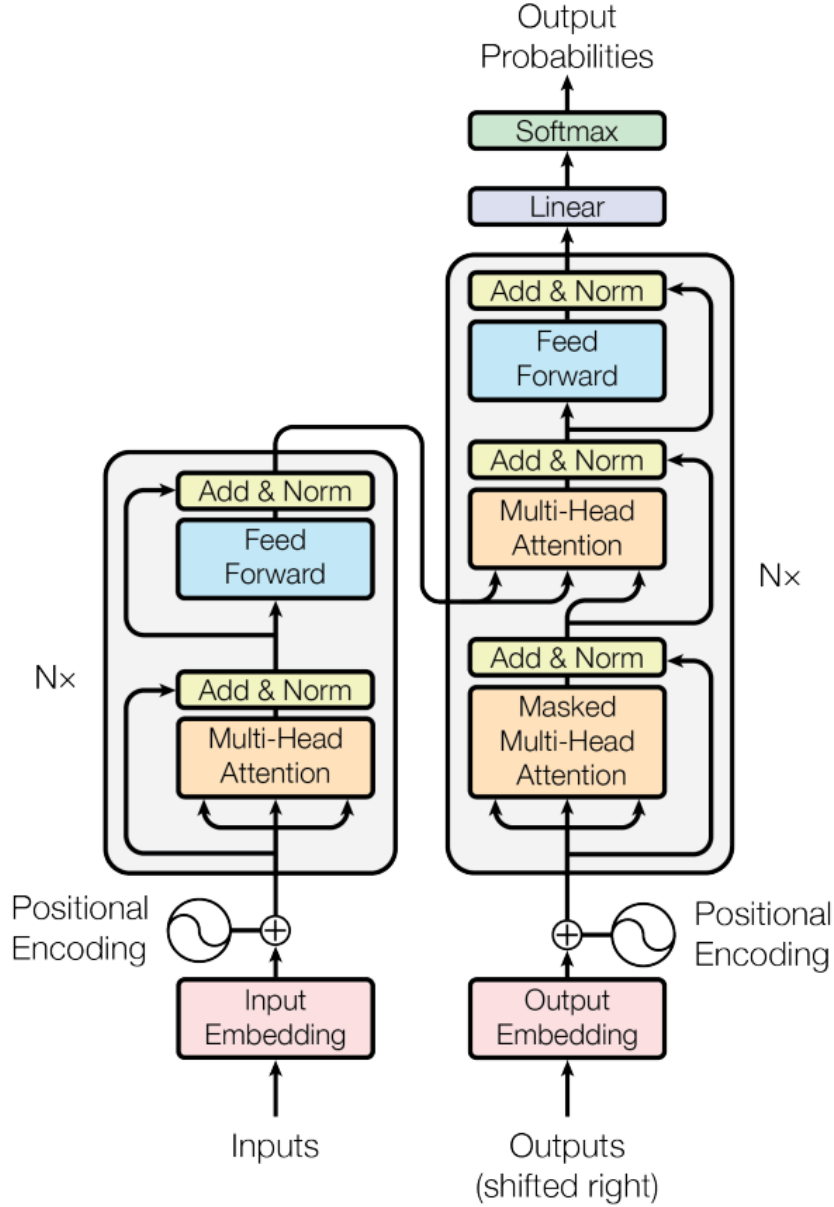 Output
Probabilities
Softmax
Linear
Add & Norm
Feed
Forward
Add & Norm
Multi-Head
Attention
Add & Norm
Masked
Multi-Head
Attention
N×
Add & Norm
Feed
Forward
Add & Norm
Multi-Head
Attention
N×
Positional
Encoding
Positional
Encoding
Input
Embedding
Output
Embedding
Inputs
Outputs
(shifted right)